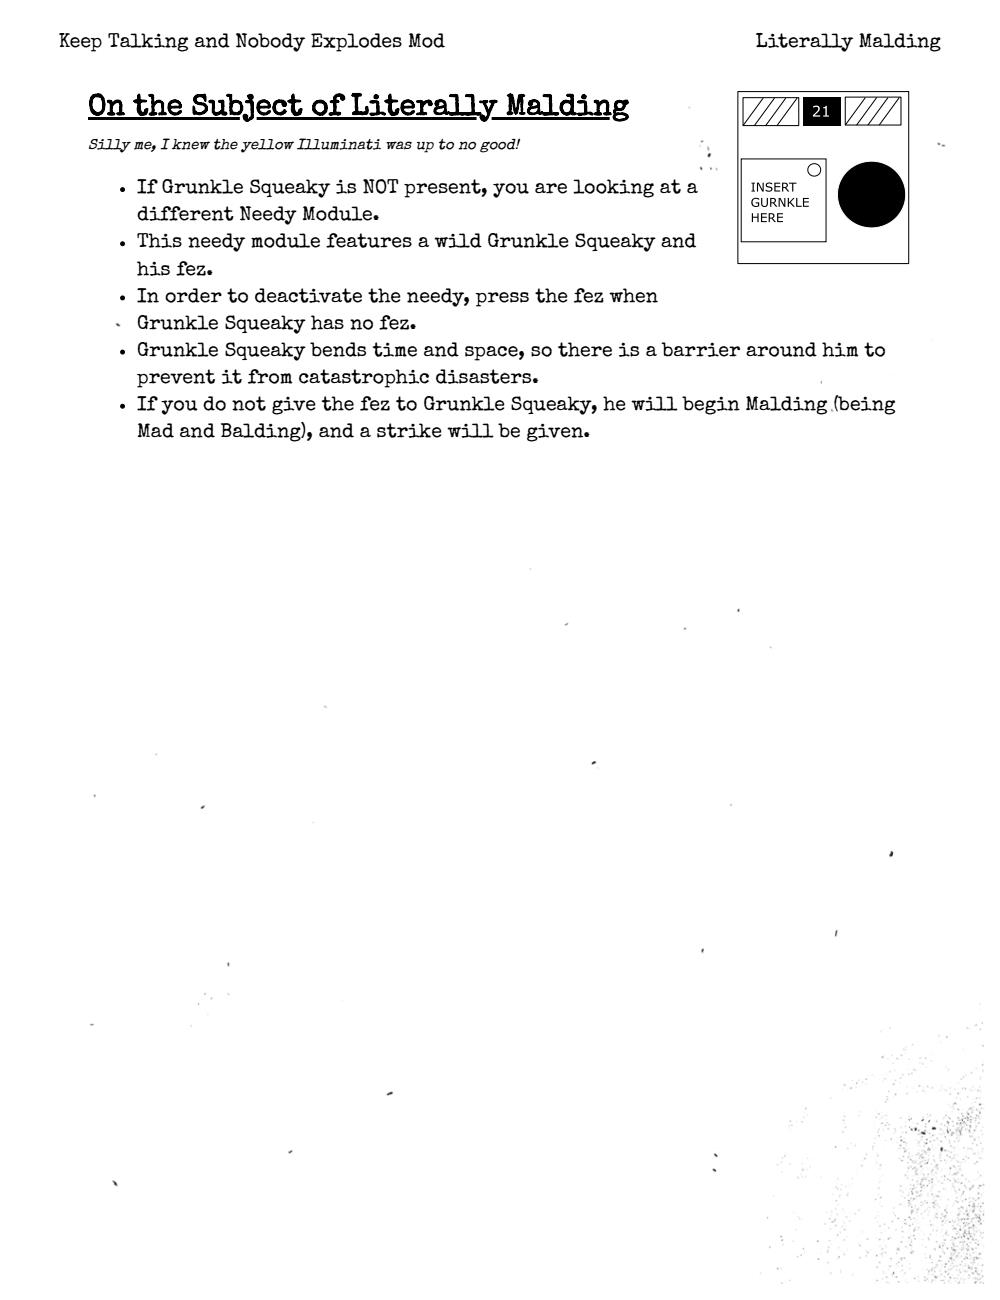 Keep Talking and Nobody Explodes Mod
Literally Malding
On the Subject of Literally Malding
Silly me, I knew the yellow Illuminati was up to no good!
21
INSERT
GURNKLE
HERE
• If Grunkle Squeaky is NOT present, you are looking at a
different Needy Module.
• This needy module features a wild Grunkle Squeaky and
his fez.
• In order to deactivate the needy, press the fez when
Grunkle Squeaky has no fez.
• Grunkle Squeaky bends time and space, so there is a barrier around him to
prevent it from catastrophic disasters.
• If you do not give the fez to Grunkle Squeaky, he will begin Malding (being
Mad and Balding), and a strike will be given.